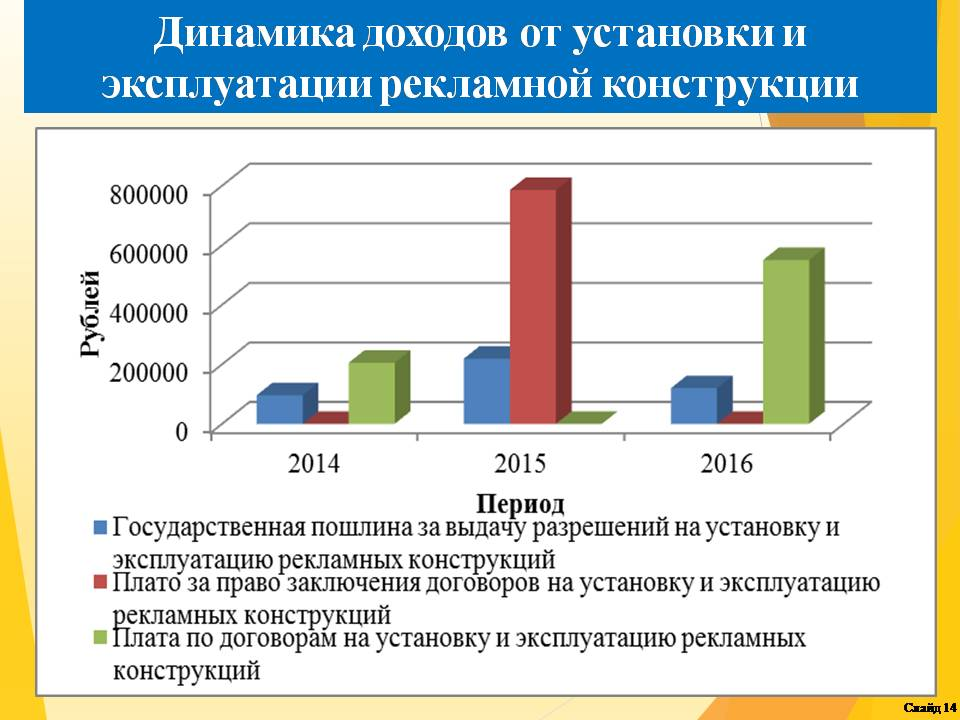 Динамика доходов от установки и
эксплуатации рекламной конструкции
800000
600000
400000
200000
0
Рублей
2014 2015 2016
Период
Государственная пошлина за выдачу разрешений на установку и
эксплуатацию рекламных конструкций
Плато за право заключения договоров на установку и эксплуатацию
рекламных конструкций
Плата по договорам на установку и эксплуатацию рекламных
конструкций
Слайд 14